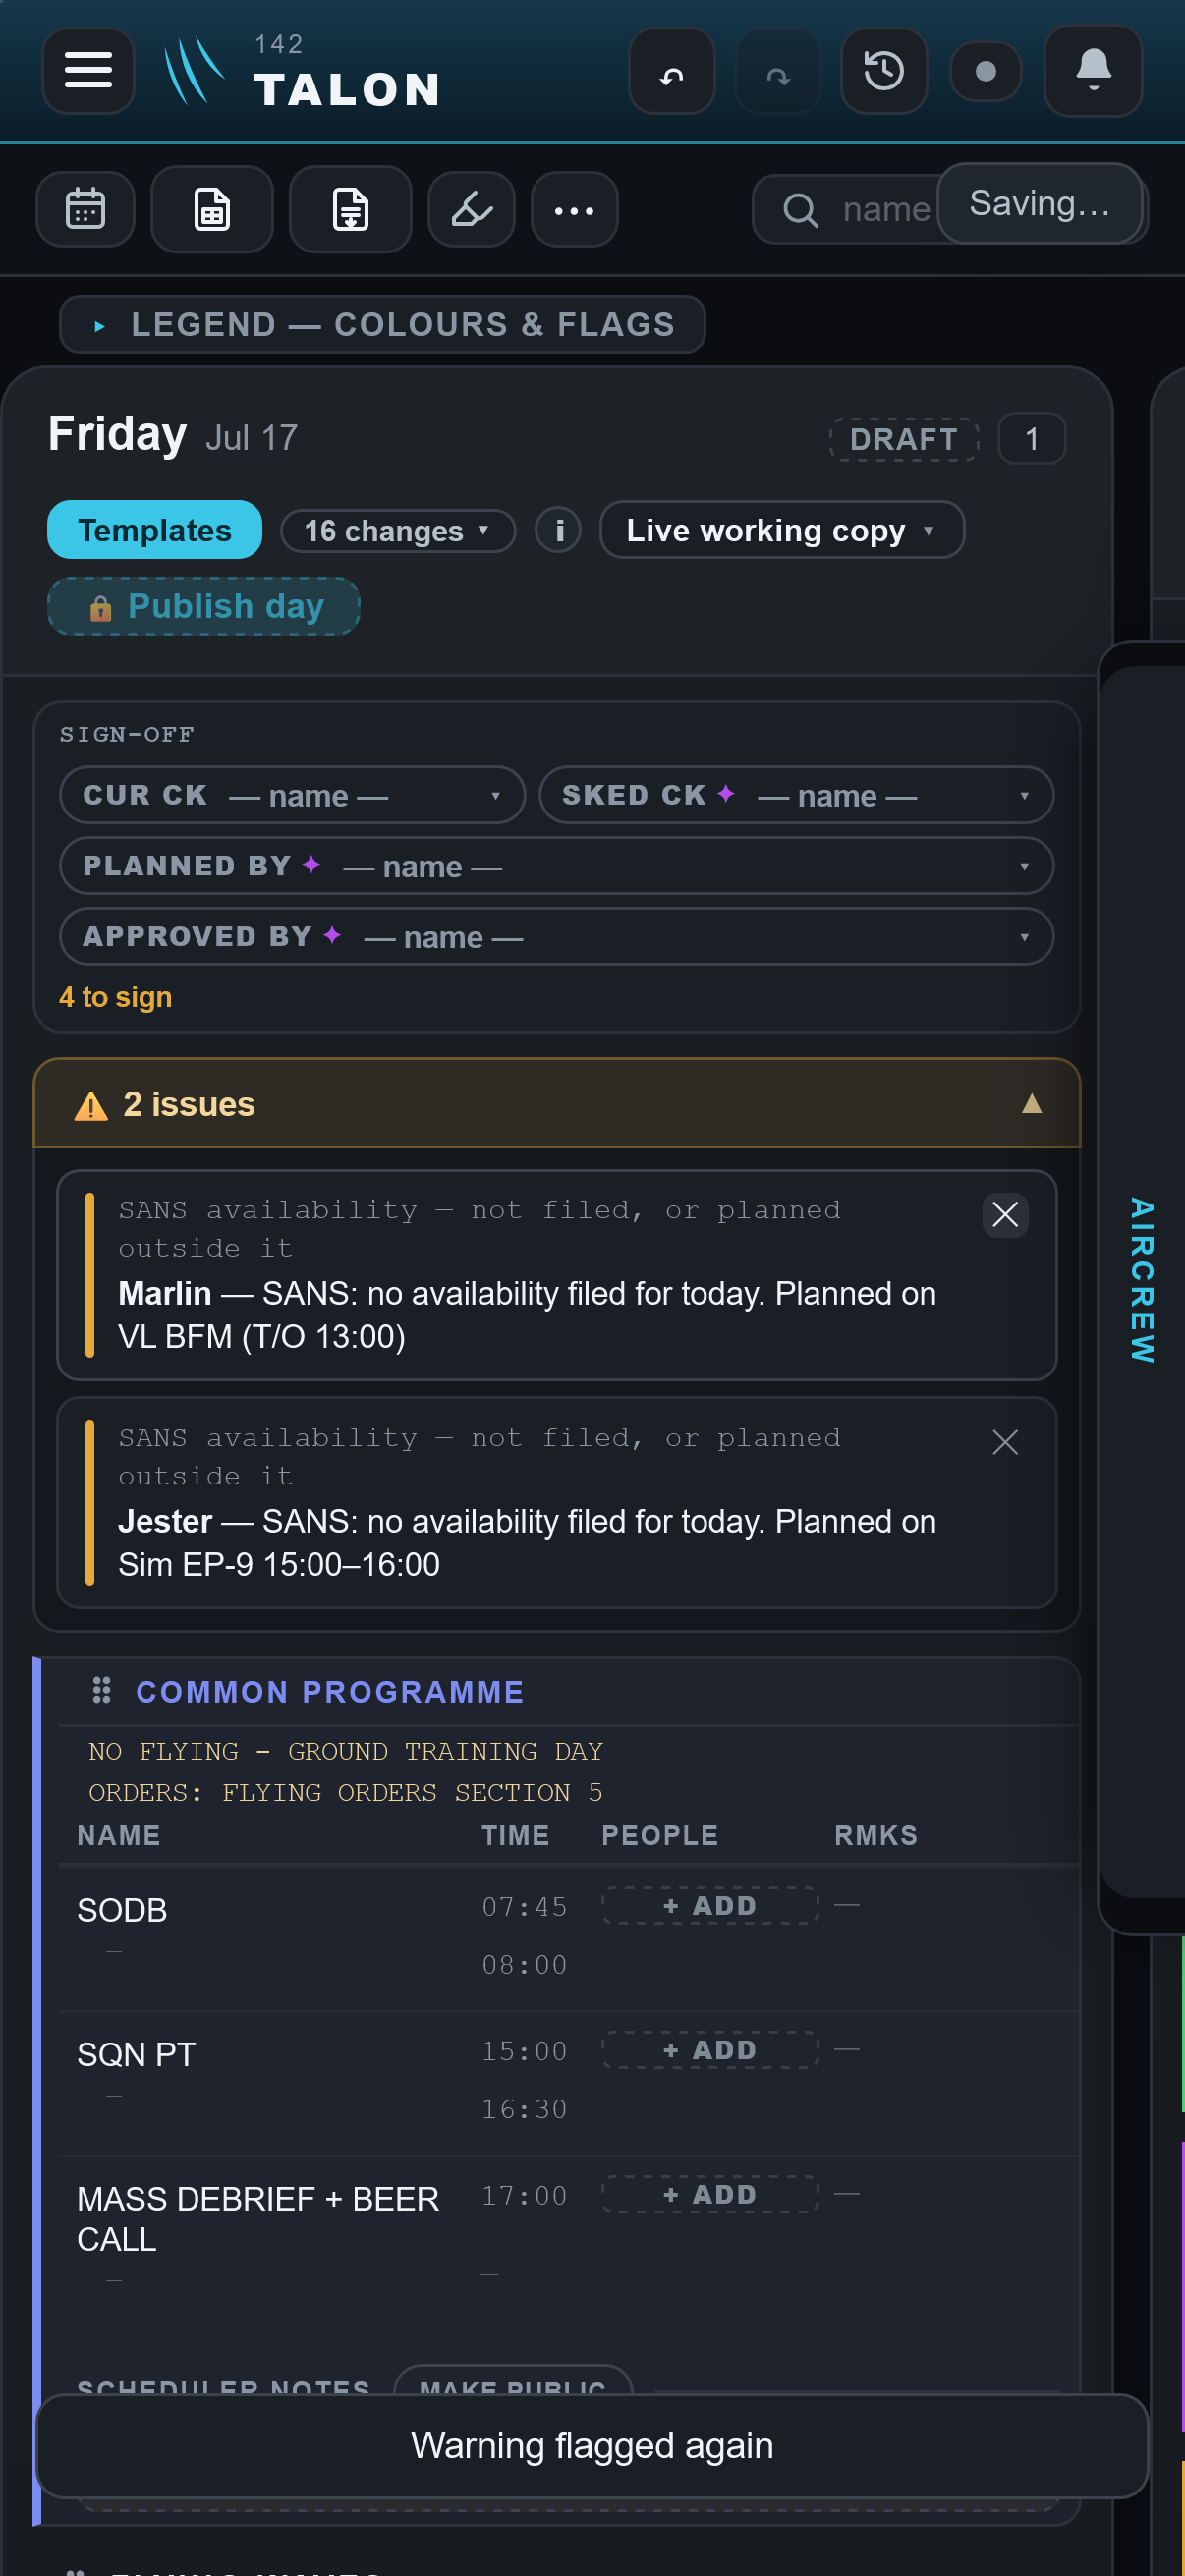 142
TALON
name
Saving...
LEGEND — COLOURS & FLAGS
Friday Jul 17
DRAFT 1
Templates 16 changes i Live working copy
Publish day
SIGN-OFF
CUR CK — name — SKED CK — name —
PLANNED BY — name —
APPROVED BY — name —
4 to sign
2 issues
SANS availability — not filed, or planned
outside it
Marlin — SANS: no availability filed for today. Planned on
VL BFM (T/O 13:00)
SANS availability — not filed, or planned
outside it
Jester — SANS: no availability filed for today. Planned on
Sim EP-9 15:00–16:00
AIRCREW
COMMON PROGRAMME
NO FLYING - GROUND TRAINING DAY
ORDERS: FLYING ORDERS SECTION 5
NAME TIME PEOPLE RMKS
SODB 07:45 + ADD —
— 08:00
SQN PT 15:00 + ADD —
— 16:30
MASS DEBRIEF + BEER 17:00 + ADD —
CALL
— —
SCHEDULER NOTES MAKE PUBLIC
Warning flagged again